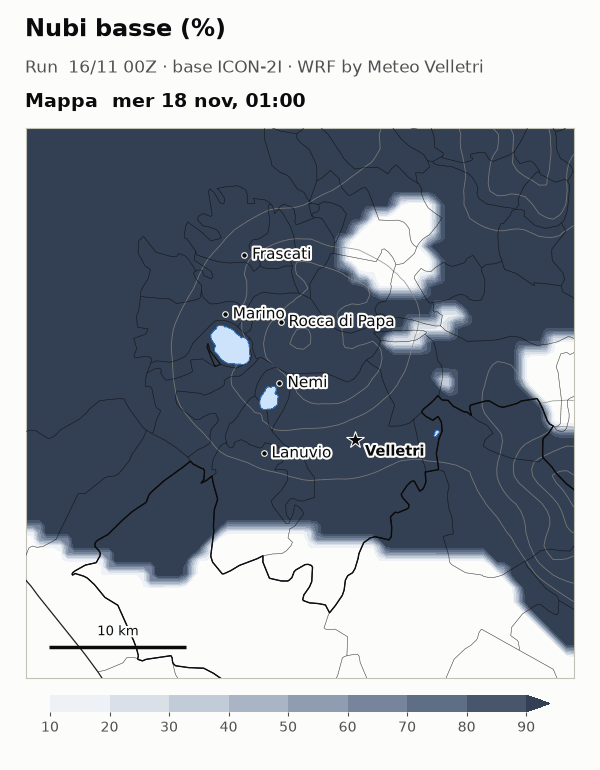 Nubi basse (%)
Run  16/11 00Z · base ICON-2I · WRF by Meteo Velletri
Mappa  mer 18 nov, 01:00
Frascati
Marino
Rocca di Papa
Nemi
Velletri
Lanuvio
10 km
10 20 30 40 50 60 70 80 90